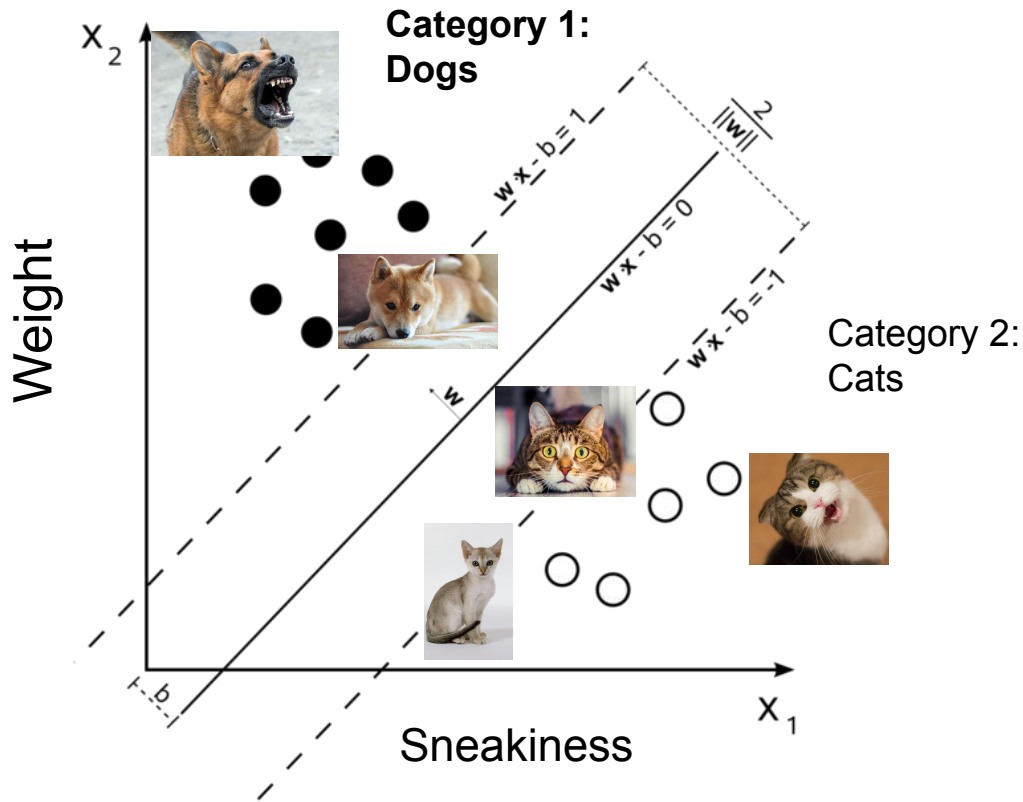 Category 1:
Dogs
x₂
w·x - b = 1
2
||w||
w·x - b = 0
w·x - b = -1
Weight
Category 2:
Cats
w
b
x₁
Sneakiness